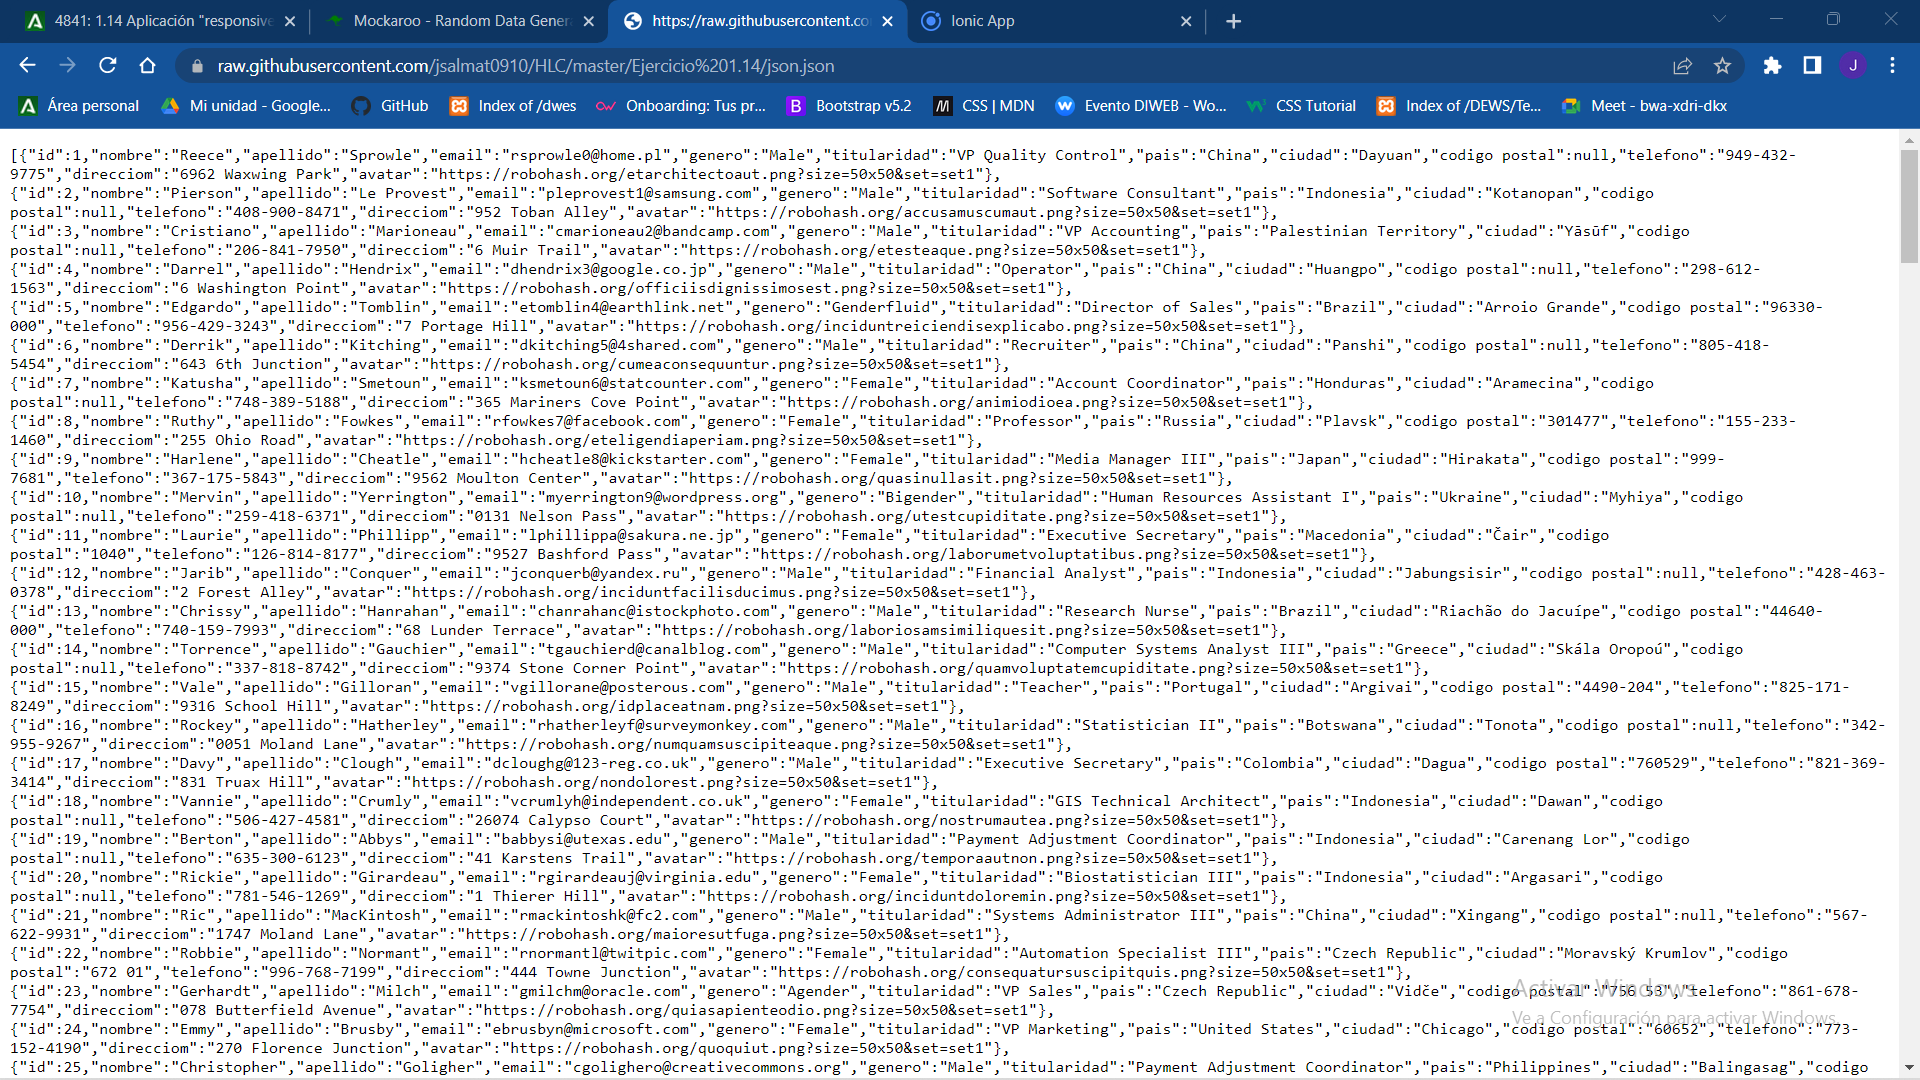 4841: 1.14 Aplicación "responsive
Mockaroo - Random Data Gener
https://raw.githubusercontent.co
Ionic App
raw.githubusercontent.com/jsalmat0910/HLC/master/Ejercicio%201.14/json.json
J
Área personal
Mi unidad - Google...
GitHub
Index of /dwes
Onboarding: Tus pr...
Bootstrap v5.2
CSS | MDN
Evento DIWEB - Wo...
CSS Tutorial
Index of /DEWS/Te...
Meet - bwa-xdri-dkx
[{"id":1,"nombre":"Reece","apellido":"Sprowle","email":"rsprowle0@home.pl","genero":"Male","titularidad":"VP Quality Control","pais":"China","ciudad":"Dayuan","codigo postal":null,"telefono":"949-432-
9775","direcciom":"6962 Waxwing Park","avatar":"https://robohash.org/etarchitectoaut.png?size=50x50&set=set1"},
{"id":2,"nombre":"Pierson","apellido":"Le Provest","email":"pleprovest1@samsung.com","genero":"Male","titularidad":"Software Consultant","pais":"Indonesia","ciudad":"Kotanopan","codigo
postal":null,"telefono":"408-900-8471","direcciom":"952 Toban Alley","avatar":"https://robohash.org/accusamuscumaut.png?size=50x50&set=set1"},
{"id":3,"nombre":"Cristiano","apellido":"Marioneau","email":"cmarioneau2@bandcamp.com","genero":"Male","titularidad":"VP Accounting","pais":"Palestinian Territory","ciudad":"Yāsūf","codigo
postal":null,"telefono":"206-841-7950","direcciom":"6 Muir Trail","avatar":"https://robohash.org/etesteaque.png?size=50x50&set=set1"},
{"id":4,"nombre":"Darrel","apellido":"Hendrix","email":"dhendrix3@google.co.jp","genero":"Male","titularidad":"Operator","pais":"China","ciudad":"Huangpo","codigo postal":null,"telefono":"298-612-
1563","direcciom":"6 Washington Point","avatar":"https://robohash.org/officiisdignissimosest.png?size=50x50&set=set1"},
{"id":5,"nombre":"Edgardo","apellido":"Tomblin","email":"etomblin4@earthlink.net","genero":"Genderfluid","titularidad":"Director of Sales","pais":"Brazil","ciudad":"Arroio Grande","codigo postal":"96330-
000","telefono":"956-429-3243","direcciom":"7 Portage Hill","avatar":"https://robohash.org/inciduntreiciendisexplicabo.png?size=50x50&set=set1"},
{"id":6,"nombre":"Derrik","apellido":"Kitching","email":"dkitching5@4shared.com","genero":"Male","titularidad":"Recruiter","pais":"China","ciudad":"Panshi","codigo postal":null,"telefono":"805-418-
5454","direcciom":"643 6th Junction","avatar":"https://robohash.org/cumeaconsequuntur.png?size=50x50&set=set1"},
{"id":7,"nombre":"Katusha","apellido":"Smetoun","email":"ksmetoun6@statcounter.com","genero":"Female","titularidad":"Account Coordinator","pais":"Honduras","ciudad":"Aramecina","codigo
postal":null,"telefono":"748-389-5188","direcciom":"365 Mariners Cove Point","avatar":"https://robohash.org/animiodioea.png?size=50x50&set=set1"},
{"id":8,"nombre":"Ruthy","apellido":"Fowkes","email":"rfowkes7@facebook.com","genero":"Female","titularidad":"Professor","pais":"Russia","ciudad":"Plavsk","codigo postal":"301477","telefono":"155-233-
1460","direcciom":"255 Ohio Road","avatar":"https://robohash.org/eteligendiaperiam.png?size=50x50&set=set1"},
{"id":9,"nombre":"Harlene","apellido":"Cheatle","email":"hcheatle8@kickstarter.com","genero":"Female","titularidad":"Media Manager III","pais":"Japan","ciudad":"Hirakata","codigo postal":"999-
7681","telefono":"367-175-5843","direcciom":"9562 Moulton Center","avatar":"https://robohash.org/quasinullasit.png?size=50x50&set=set1"},
{"id":10,"nombre":"Mervin","apellido":"Yerrington","email":"myerrington9@wordpress.org","genero":"Bigender","titularidad":"Human Resources Assistant I","pais":"Ukraine","ciudad":"Myhiya","codigo
postal":null,"telefono":"259-418-6371","direcciom":"0131 Nelson Pass","avatar":"https://robohash.org/utestcupiditate.png?size=50x50&set=set1"},
{"id":11,"nombre":"Laurie","apellido":"Phillipp","email":"lphillippa@sakura.ne.jp","genero":"Female","titularidad":"Executive Secretary","pais":"Macedonia","ciudad":"Čair","codigo
postal":"1040","telefono":"126-814-8177","direcciom":"9527 Bashford Pass","avatar":"https://robohash.org/laborumetvoluptatibus.png?size=50x50&set=set1"},
{"id":12,"nombre":"Jarib","apellido":"Conquer","email":"jconquerb@yandex.ru","genero":"Male","titularidad":"Financial Analyst","pais":"Indonesia","ciudad":"Jabungsisir","codigo postal":null,"telefono":"428-463-
0378","direcciom":"2 Forest Alley","avatar":"https://robohash.org/inciduntfacilisducimus.png?size=50x50&set=set1"},
{"id":13,"nombre":"Chrissy","apellido":"Hanrahan","email":"chanrahanc@istockphoto.com","genero":"Male","titularidad":"Research Nurse","pais":"Brazil","ciudad":"Riachão do Jacuípe","codigo postal":"44640-
000","telefono":"740-159-7993","direcciom":"68 Lunder Terrace","avatar":"https://robohash.org/laboriosamsimiliquesit.png?size=50x50&set=set1"},
{"id":14,"nombre":"Torrence","apellido":"Gauchier","email":"tgauchierd@canalblog.com","genero":"Male","titularidad":"Computer Systems Analyst III","pais":"Greece","ciudad":"Skála Oropoú","codigo
postal":null,"telefono":"337-818-8742","direcciom":"9374 Stone Corner Point","avatar":"https://robohash.org/quamvoluptatemcupiditate.png?size=50x50&set=set1"},
{"id":15,"nombre":"Vale","apellido":"Gilloran","email":"vgillorane@posterous.com","genero":"Male","titularidad":"Teacher","pais":"Portugal","ciudad":"Argivai","codigo postal":"4490-204","telefono":"825-171-
8249","direcciom":"9316 School Hill","avatar":"https://robohash.org/idplaceatnam.png?size=50x50&set=set1"},
{"id":16,"nombre":"Rockey","apellido":"Hatherley","email":"rhatherleyf@surveymonkey.com","genero":"Male","titularidad":"Statistician II","pais":"Botswana","ciudad":"Tonota","codigo postal":null,"telefono":"342-
955-9267","direcciom":"0051 Moland Lane","avatar":"https://robohash.org/numquamsuscipiteaque.png?size=50x50&set=set1"},
{"id":17,"nombre":"Davy","apellido":"Clough","email":"dcloughg@123-reg.co.uk","genero":"Male","titularidad":"Executive Secretary","pais":"Colombia","ciudad":"Dagua","codigo postal":"760529","telefono":"821-369-
3414","direcciom":"831 Truax Hill","avatar":"https://robohash.org/nondolorest.png?size=50x50&set=set1"},
{"id":18,"nombre":"Vannie","apellido":"Crumly","email":"vcrumlyh@independent.co.uk","genero":"Female","titularidad":"GIS Technical Architect","pais":"Indonesia","ciudad":"Dawan","codigo
postal":null,"telefono":"506-427-4581","direcciom":"26074 Calypso Court","avatar":"https://robohash.org/nostrumautea.png?size=50x50&set=set1"},
{"id":19,"nombre":"Berton","apellido":"Abbys","email":"babbysi@utexas.edu","genero":"Male","titularidad":"Payment Adjustment Coordinator","pais":"Indonesia","ciudad":"Carenang Lor","codigo
postal":null,"telefono":"635-300-6123","direcciom":"41 Karstens Trail","avatar":"https://robohash.org/temporaautnon.png?size=50x50&set=set1"},
{"id":20,"nombre":"Rickie","apellido":"Girardeau","email":"rgirardeauj@virginia.edu","genero":"Female","titularidad":"Biostatistician III","pais":"Indonesia","ciudad":"Argasari","codigo
postal":null,"telefono":"781-546-1269","direcciom":"1 Thierer Hill","avatar":"https://robohash.org/inciduntdoloremin.png?size=50x50&set=set1"},
{"id":21,"nombre":"Ric","apellido":"MacKintosh","email":"rmackintoshk@fc2.com","genero":"Male","titularidad":"Systems Administrator III","pais":"China","ciudad":"Xingang","codigo postal":null,"telefono":"567-
622-9931","direcciom":"1747 Moland Lane","avatar":"https://robohash.org/maioresutfuga.png?size=50x50&set=set1"},
{"id":22,"nombre":"Robbie","apellido":"Normant","email":"rnormantl@twitpic.com","genero":"Female","titularidad":"Automation Specialist III","pais":"Czech Republic","ciudad":"Moravský Krumlov","codigo
postal":"672 01","telefono":"996-768-7199","direcciom":"444 Towne Junction","avatar":"https://robohash.org/consequatursuscipitquis.png?size=50x50&set=set1"},
{"id":23,"nombre":"Gerhardt","apellido":"Milch","email":"gmilchm@oracle.com","genero":"Agender","titularidad":"VP Sales","pais":"Czech Republic","ciudad":"Vidče","codigo postal":"756 53","telefono":"861-678-
7754","direcciom":"078 Butterfield Avenue","avatar":"https://robohash.org/quiasapienteodio.png?size=50x50&set=set1"},
{"id":24,"nombre":"Emmy","apellido":"Brusby","email":"ebrusbyn@microsoft.com","genero":"Female","titularidad":"VP Marketing","pais":"United States","ciudad":"Chicago","codigo postal":"60652","telefono":"773-
152-4190","direcciom":"270 Florence Junction","avatar":"https://robohash.org/quoquiut.png?size=50x50&set=set1"},
{"id":25,"nombre":"Christopher","apellido":"Goligher","email":"cgolighero@creativecommons.org","genero":"Male","titularidad":"Payment Adjustment Coordinator","pais":"Philippines","ciudad":"Balingasag","codigo
Activar Windows
Ve a Configuración para activar Windows.